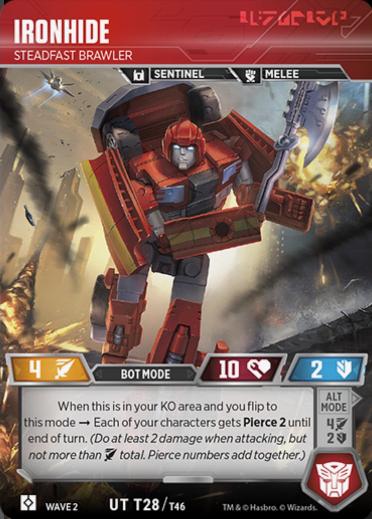 IRONHIDE
STEADFAST BRAWLER
SENTINEL MELEE
4 BOT MODE 10 2
When this is in your KO area and you flip to
this mode → Each of your characters gets Pierce 2 until
end of turn. (Do at least 2 damage when attacking, but
not more than total. Pierce numbers add together.)
ALT
MODE
4
2
WAVE 2 UT T28/T46 TM & © Hasbro. © Wizards.